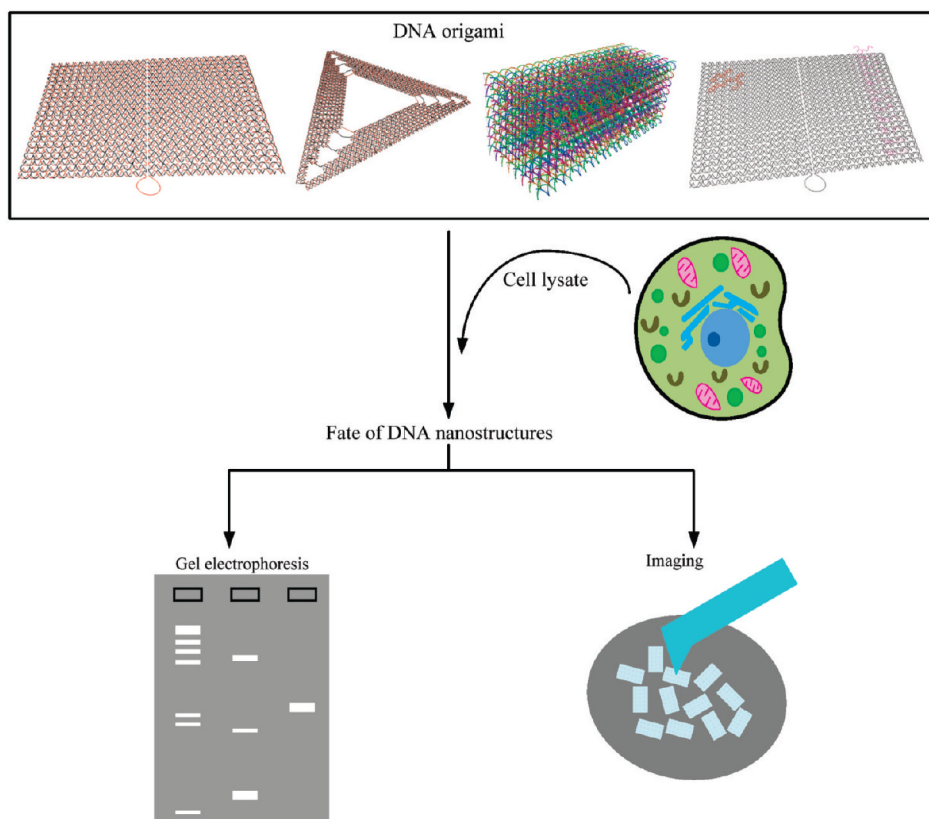 DNA origami
Cell lysate
Fate of DNA nanostructures
Gel electrophoresis
Imaging